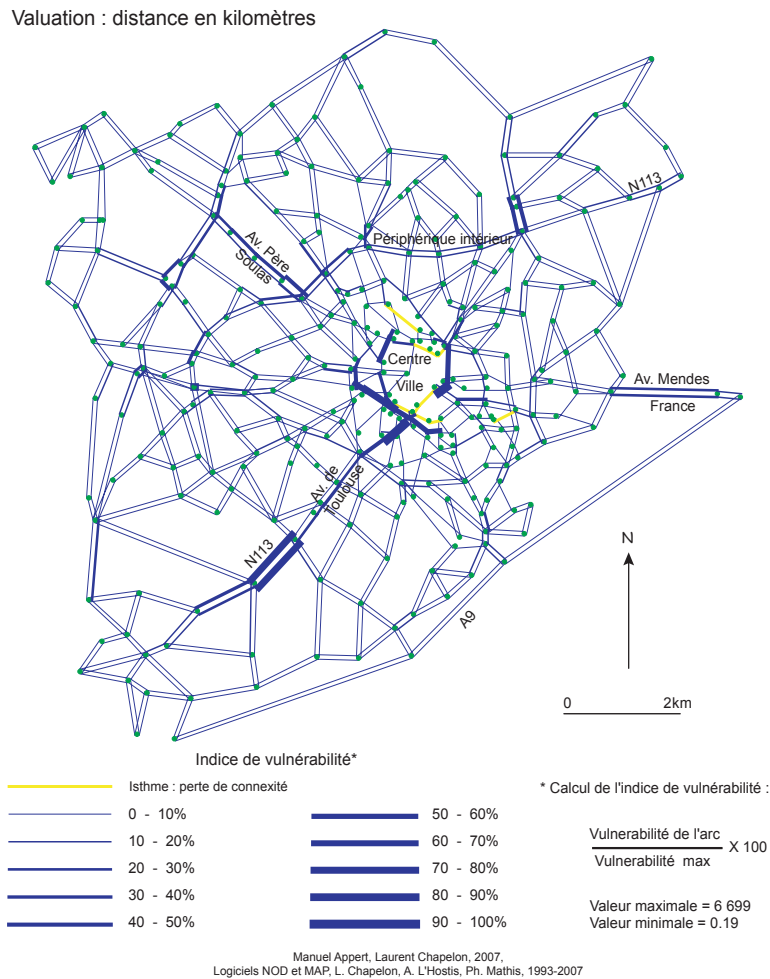 Valuation : distance en kilomètres
N113
Périphérique intérieur
Av. Père
Soulas
Centre
Ville
Av. Mendes
France
Av. de
Toulouse
N113
A9
N
0 2km
Indice de vulnérabilité*
Isthme : perte de connexité
0 - 10%
10 - 20%
20 - 30%
30 - 40%
40 - 50%
50 - 60%
60 - 70%
70 - 80%
80 - 90%
90 - 100%
* Calcul de l'indice de vulnérabilité :
Vulnerabilité de l'arc
X 100
Vulnerabilité max
Valeur maximale = 6 699
Valeur minimale = 0.19
Manuel Appert, Laurent Chapelon, 2007,
Logiciels NOD et MAP, L. Chapelon, A. L'Hostis, Ph. Mathis, 1993-2007